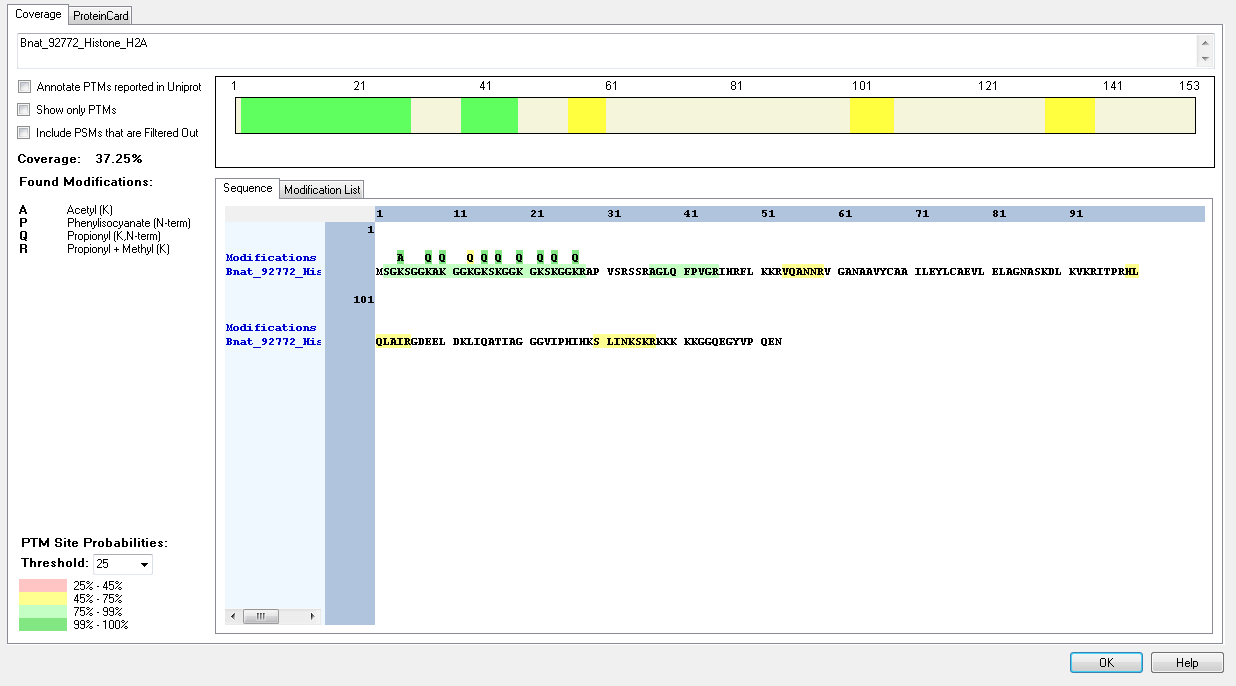 Coverage ProteinCard
Bnat_92772_Histone_H2A
Annotate PTMs reported in Uniprot
Show only PTMs
Include PSMs that are Filtered Out
Coverage: 37.25%
Found Modifications:
A Acetyl (K)
P Phenylisocyanate (N-term)
Q Propionyl (K,N-term)
R Propionyl + Methyl (K)
PTM Site Probabilities:
Threshold: 25
25% - 45%
45% - 75%
75% - 99%
99% - 100%
1 21 41 61 81 101 121 141 153
Sequence Modification List
1 11 21 31 41 51 61 71 81 91
1
Modifications A Q Q Q Q Q Q Q Q Q
Bnat_92772_His MSGKSGGKAK GGKGKSKGGK GKSKGGKRAP VSRSSRAGLQ FPVGRIHRFL KKRVQANNRV GANAAVYCAA ILEYLCAEVL ELAGNASKDL KVKRITPRHL
101
Modifications
Bnat_92772_His QLAIRGDEEL DKLIQATIAG GGVIPHIHKS LINKSKRKKK KKGGQEGYVP QEN
OK Help